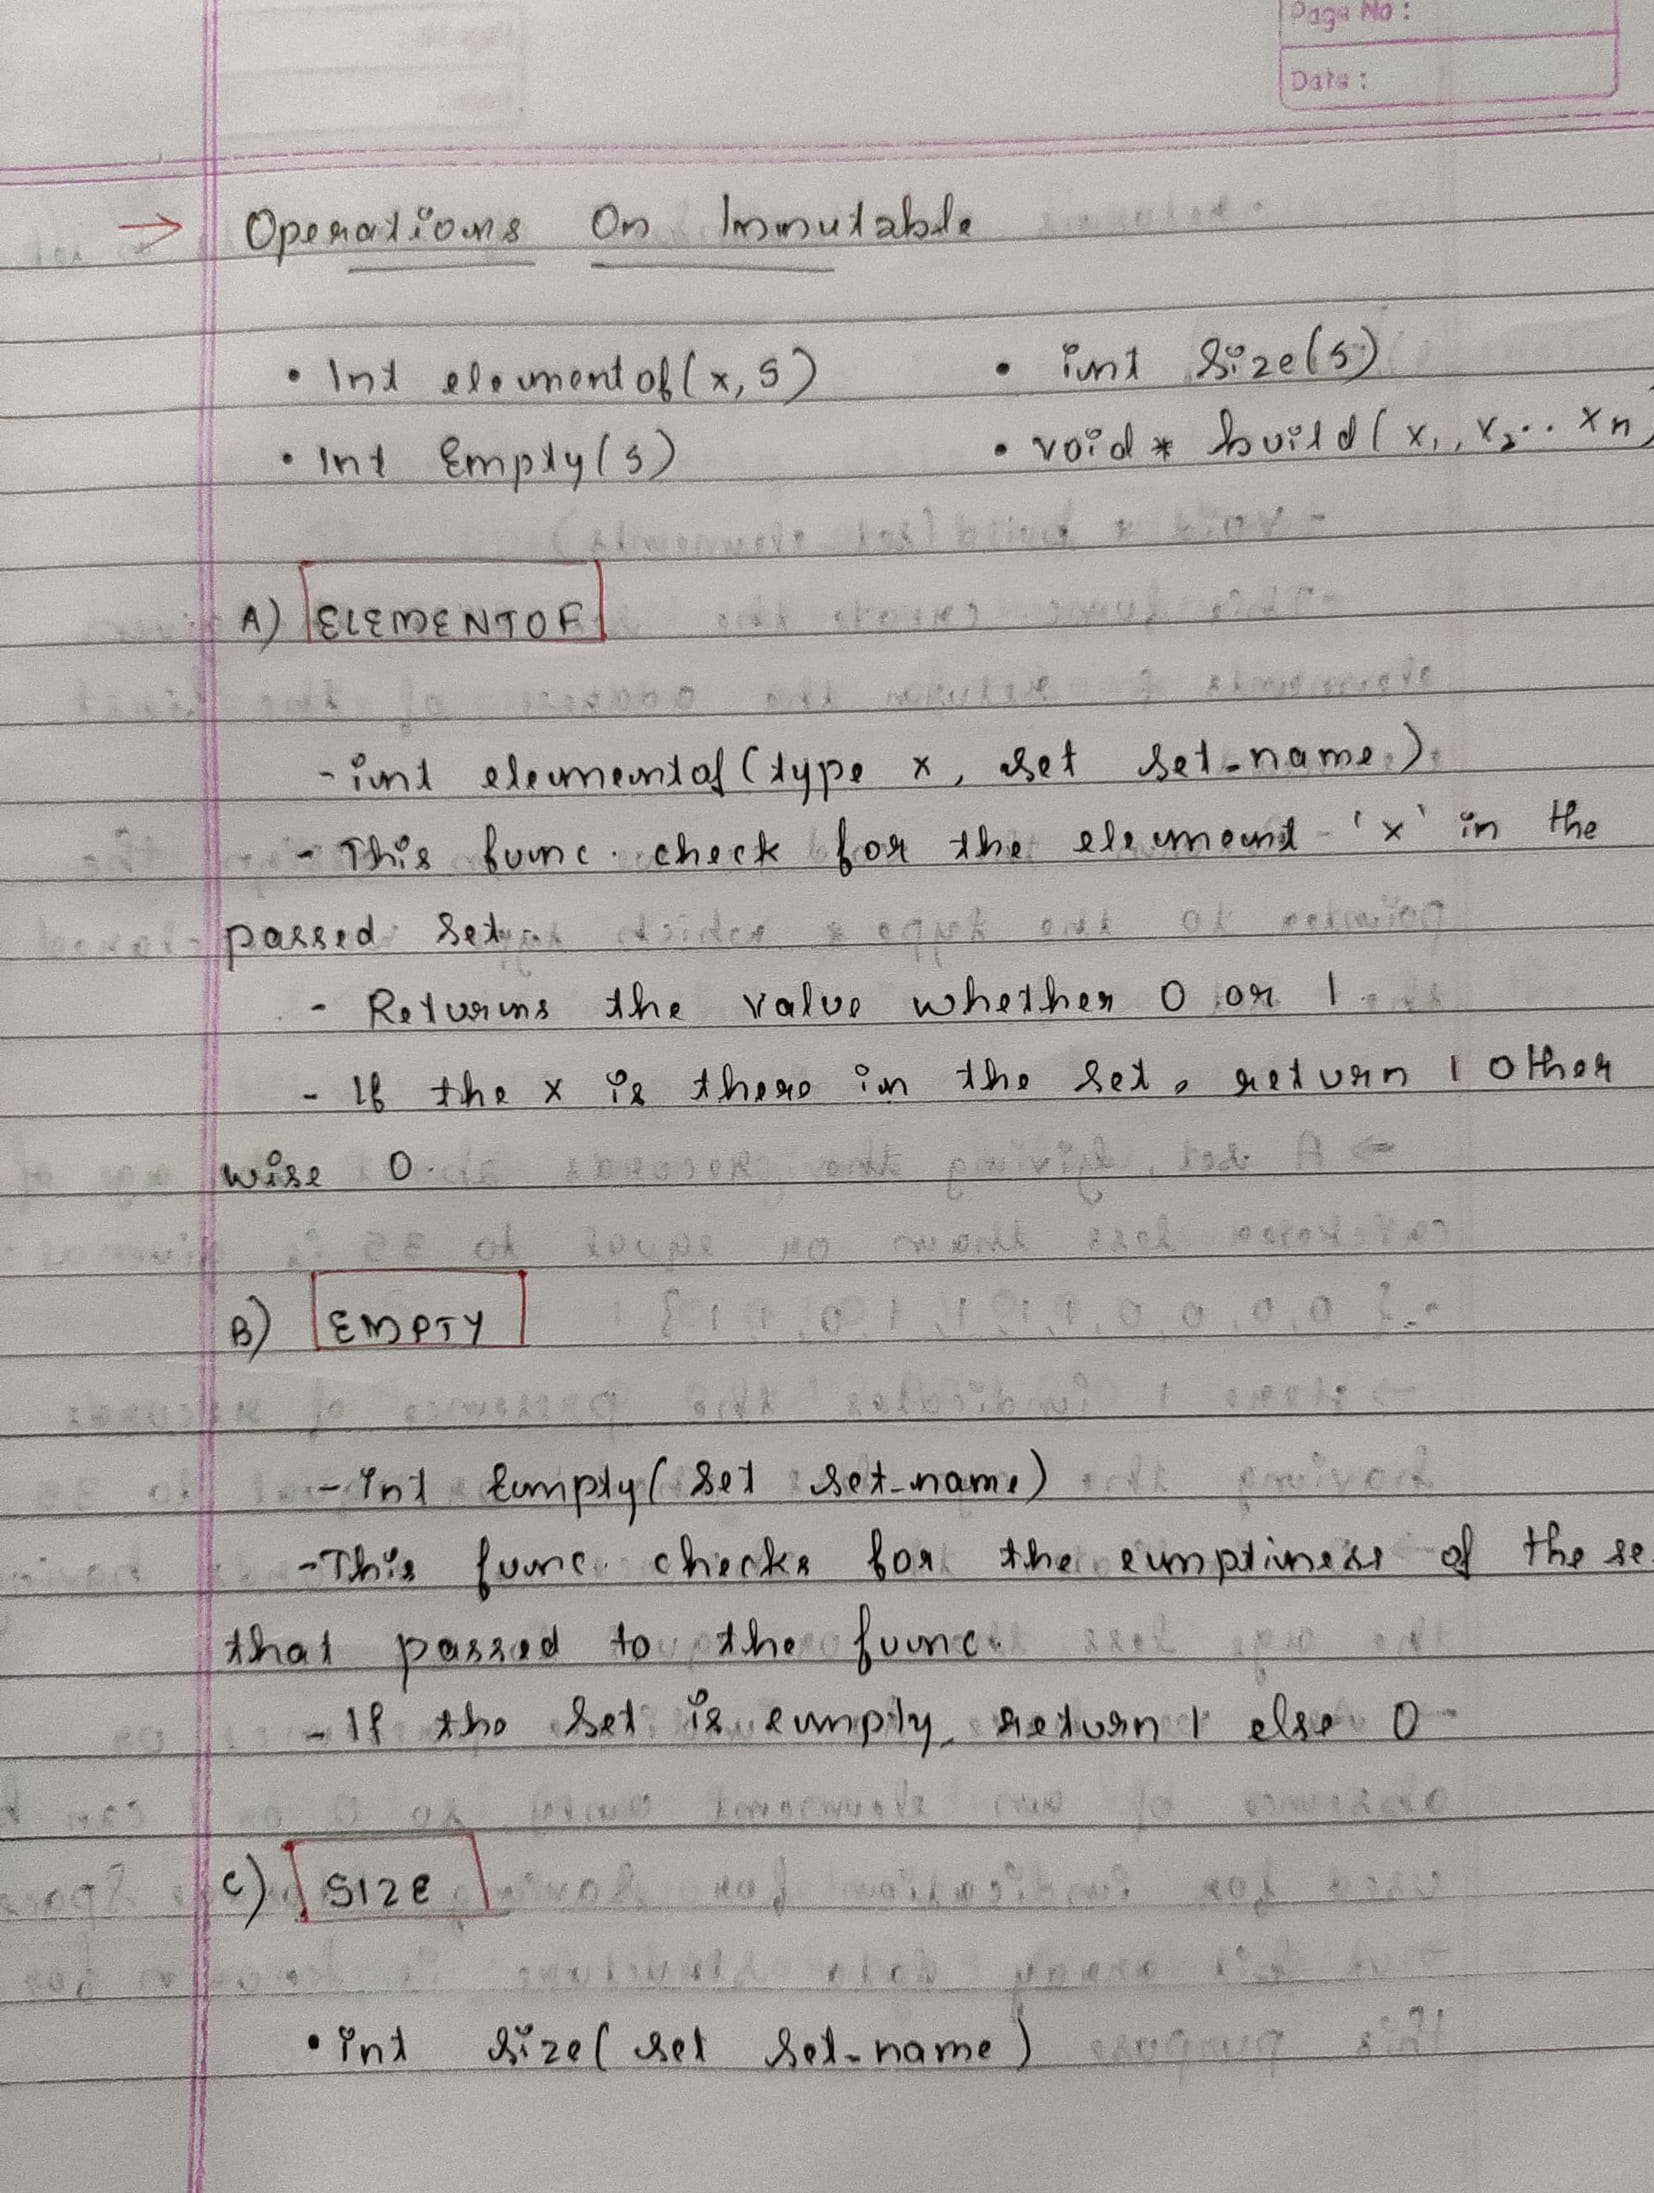 Page No :
Date :
→ Operations On Immutable
• Int elementof(x, s) • int size(s)
• Int Empty(s) • void * build(x1, x2.. xn)
A) ELEMENTOF
- int elementof(type x, set set-name).
- This func. check for the element 'x' in the
passed set.
- Returns the value whether 0 or 1.
- If the x is there in the set, return 1 other
wise 0.
B) EMPTY
- int Empty(set set-name)
- This func. checks for the emptiness of the se
that passed to the func.
- If the set is empty, return 1 else 0
C) SIZE
• int size(set set-name)